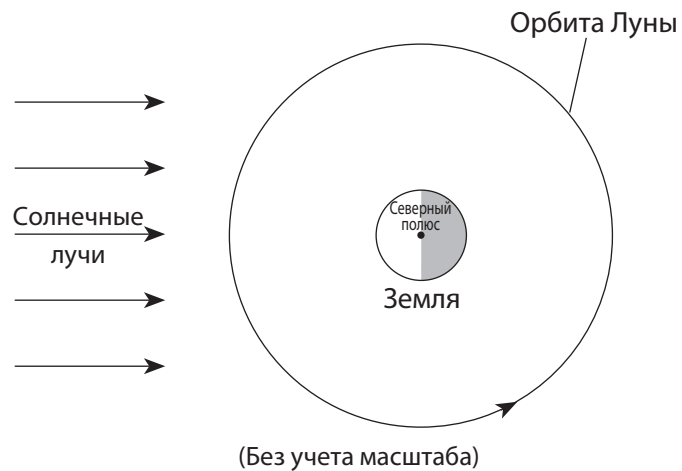 Орбита Луны
Солнечные
лучи
Северный
полюс
Земля
(Без учета масштаба)